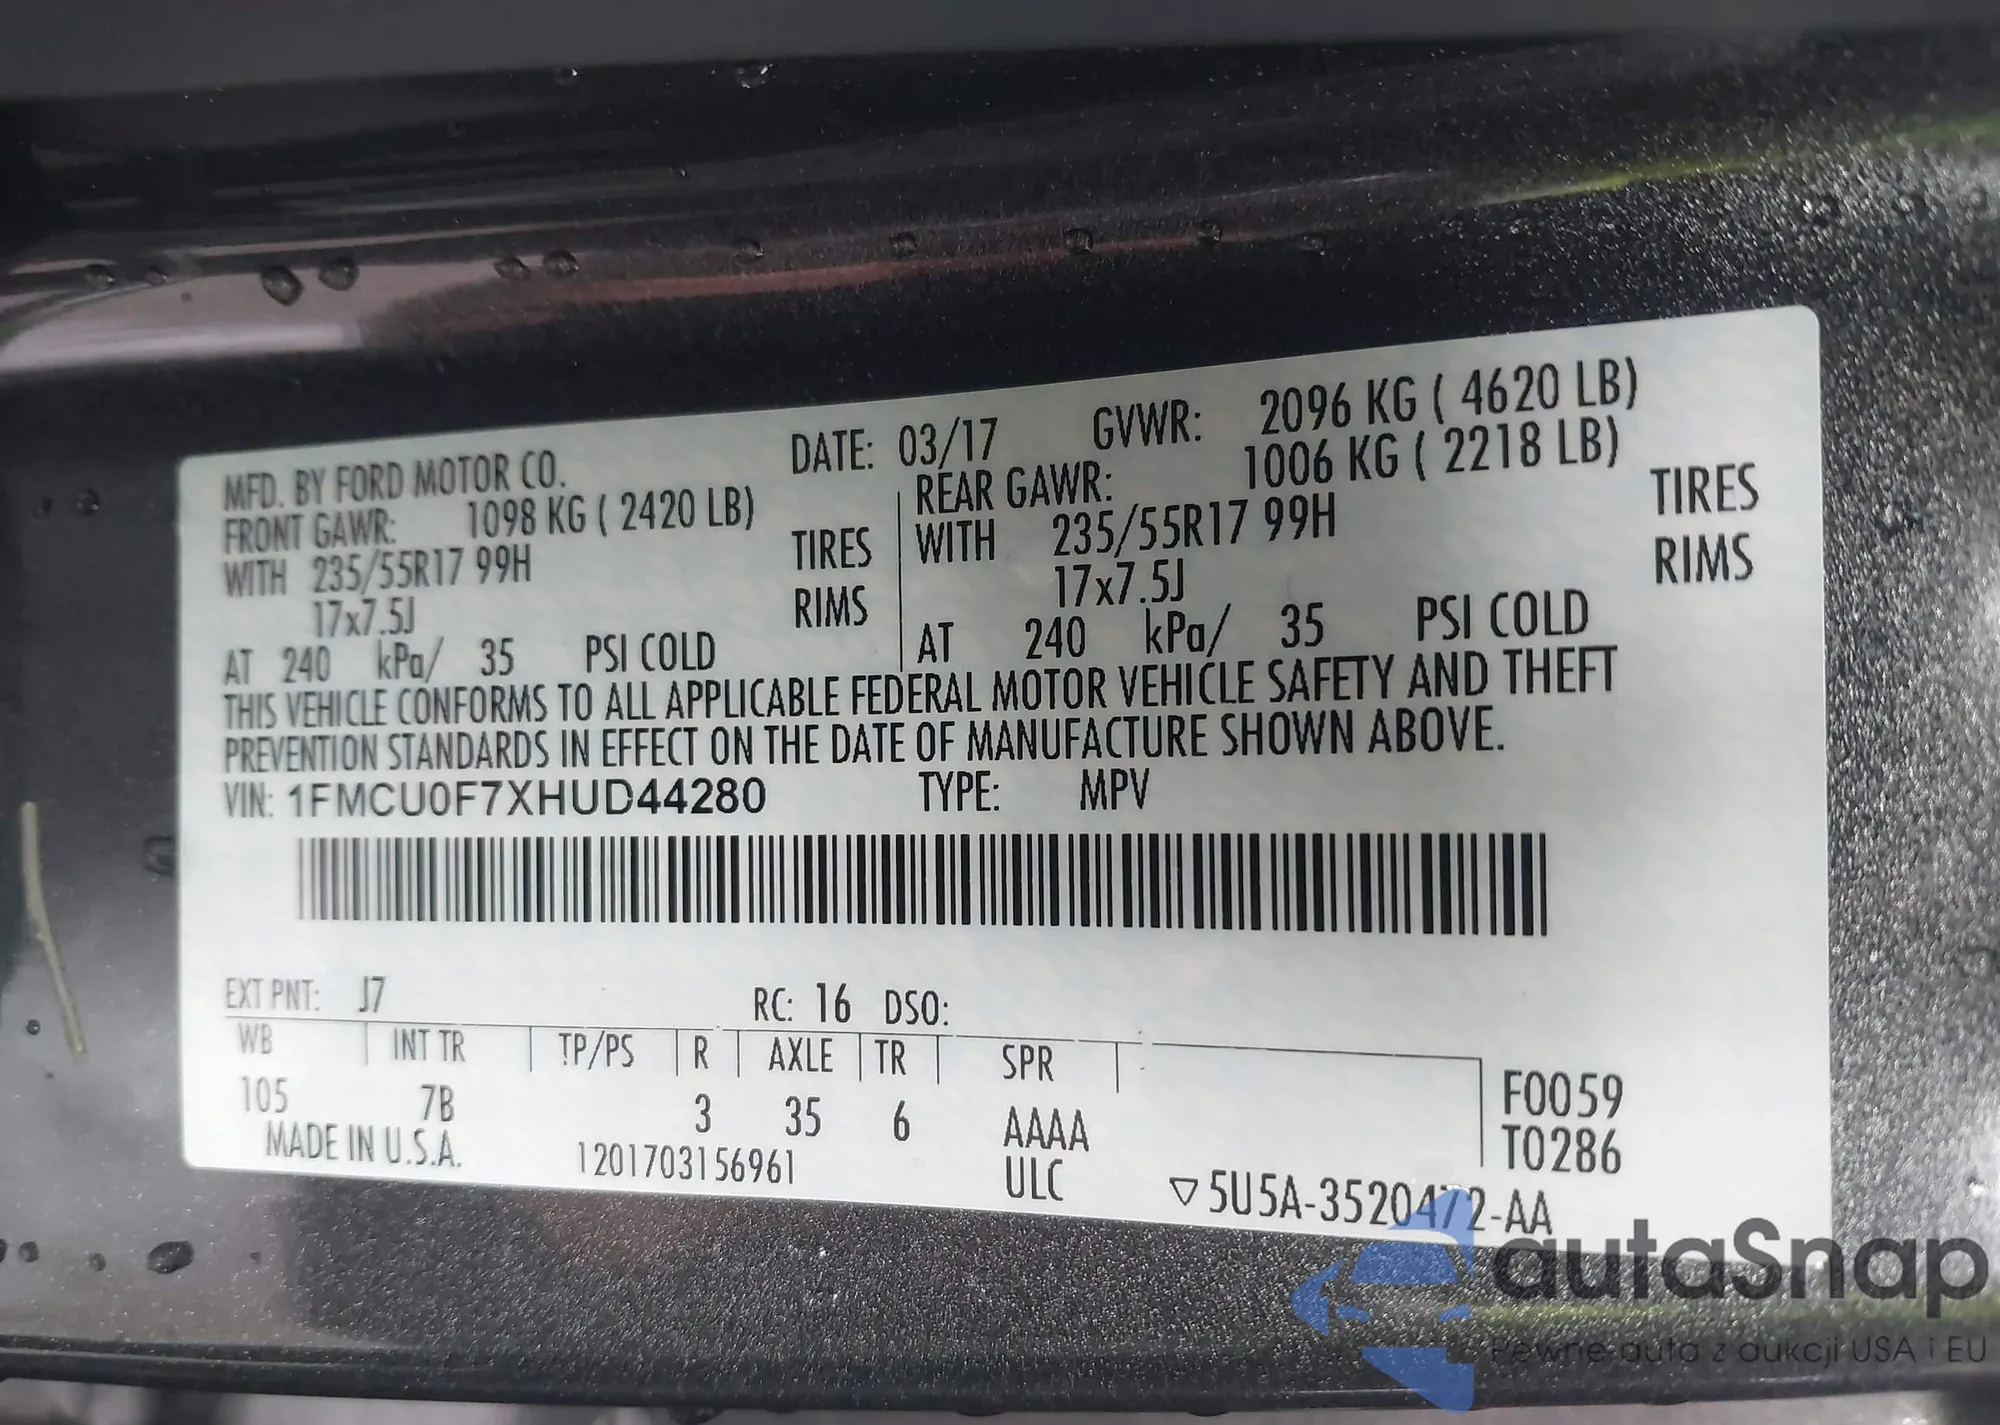 MFD. BY FORD MOTOR CO. DATE: 03/17 GVWR: 2096 KG ( 4620 LB)
FRONT GAWR: 1098 KG ( 2420 LB) REAR GAWR: 1006 KG ( 2218 LB)
WITH 235/55R17 99H TIRES WITH 235/55R17 99H TIRES
17x7.5J RIMS 17x7.5J RIMS
AT 240 kPa/ 35 PSI COLD AT 240 kPa/ 35 PSI COLD
THIS VEHICLE CONFORMS TO ALL APPLICABLE FEDERAL MOTOR VEHICLE SAFETY AND THEFT
PREVENTION STANDARDS IN EFFECT ON THE DATE OF MANUFACTURE SHOWN ABOVE.
VIN: 1FMCU0F7XHUD44280 TYPE: MPV
EXT PNT: J7 RC: 16 DSO:
WB INT TR TP/PS R AXLE TR SPR
105 7B 3 35 6 AAAA F0059
T0286
MADE IN U.S.A. 1201703156961 ULC ▽5U5A-3520472-AA
autaSnap
Pewne auta z aukcji USA i EU